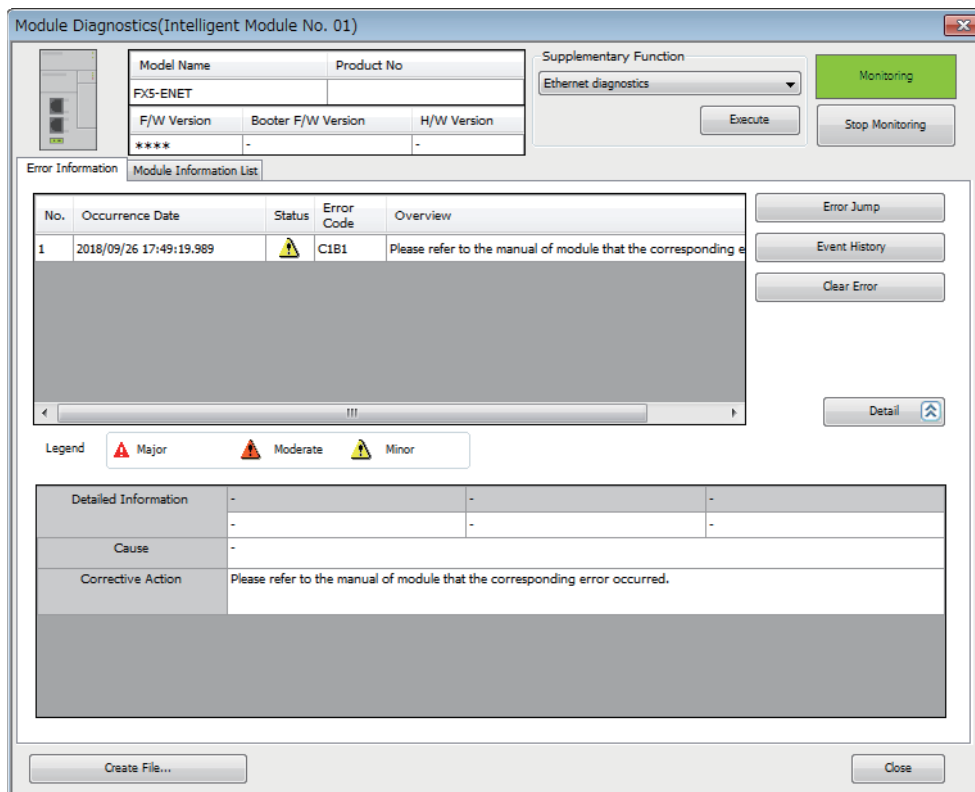 Module Diagnostics(Intelligent Module No. 01)
Model Name Product No
FX5-ENET
F/W Version Booter F/W Version H/W Version
**** - -
Supplementary Function
Ethernet diagnostics
Execute
Monitoring
Stop Monitoring
Error Information Module Information List
No. Occurrence Date Status Error Code Overview
1 2018/09/26 17:49:19.989 C1B1 Please refer to the manual of module that the corresponding e
Error Jump
Event History
Clear Error
Detail
Legend Major Moderate Minor
Detailed Information - - -
- - -
Cause -
Corrective Action Please refer to the manual of module that the corresponding error occurred.
Create File... Close